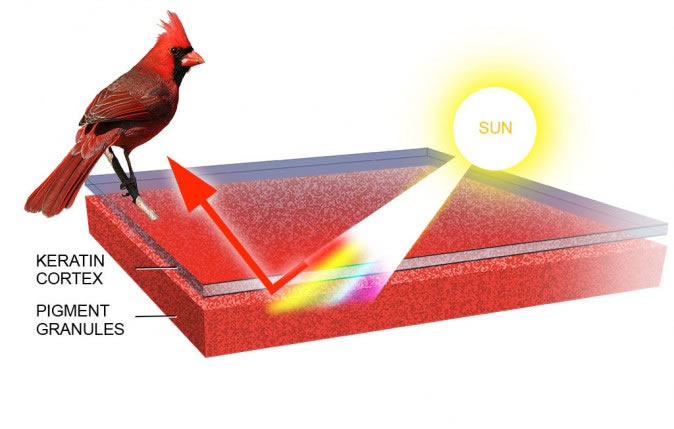 SUN
KERATIN
CORTEX
PIGMENT
GRANULES